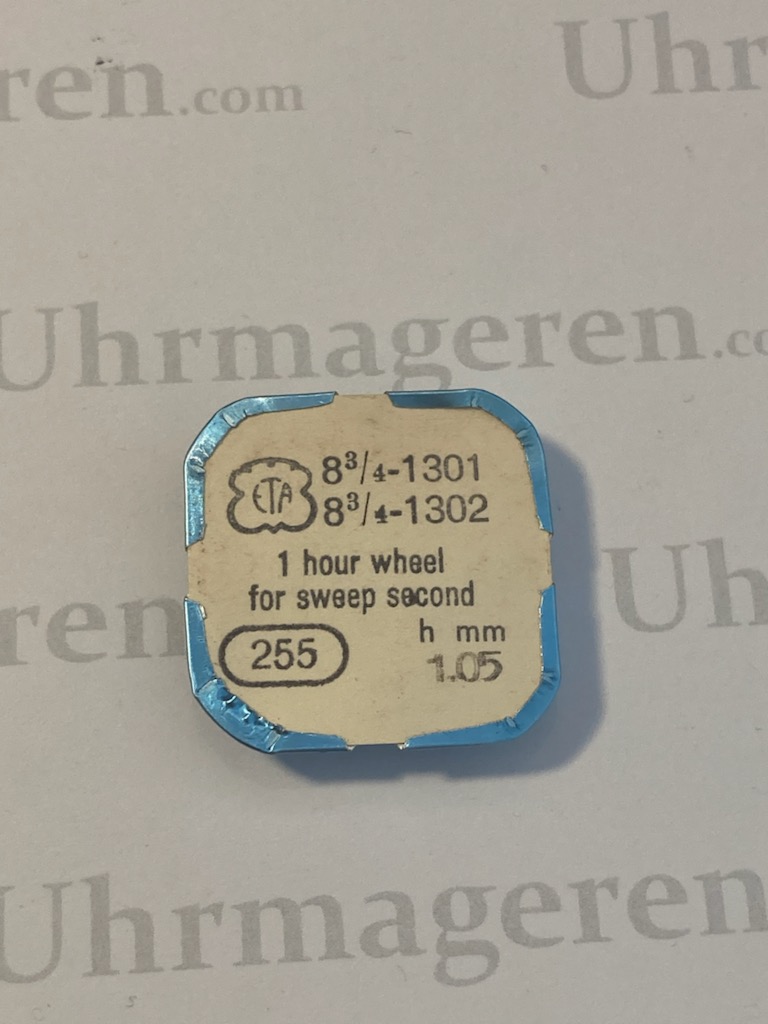 ren.com
Uhr
Uhrmageren.co
ETA
8³/₄-1301
8³/₄-1302
1 hour wheel
for sweep second
255
h mm
1.05
eren
Uh
Uhrmageren